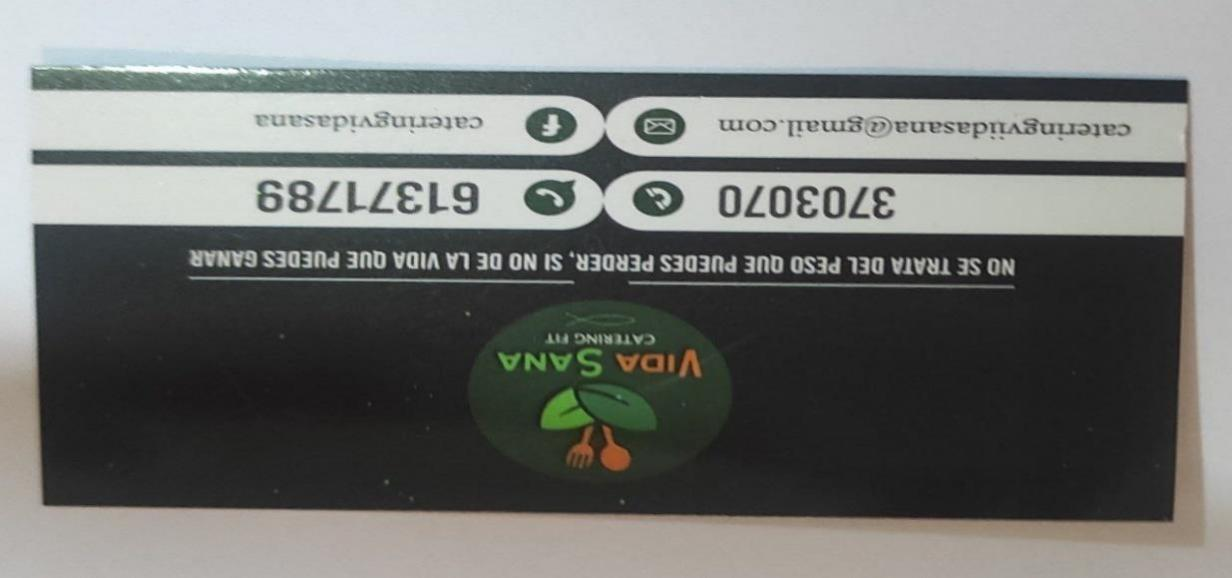 VIDA SANA
CATERING FIT
NO SE TRATA DEL PESO QUE PUEDES PERDER, SI NO DE LA VIDA QUE PUEDES GANAR
3703070 61371789
cateringviidasana@gmail.com cateringvidasana